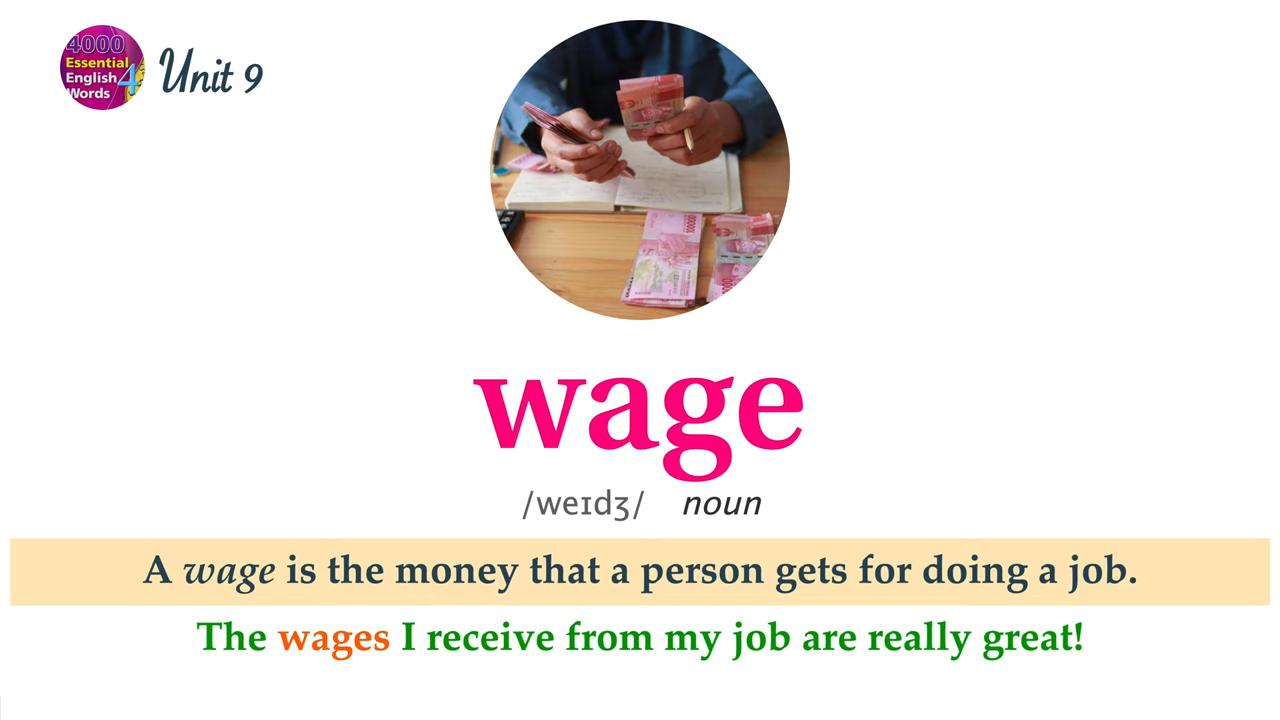 4000
Essential
English
Words
4
Unit 9
wage
/weɪdʒ/ noun
A wage is the money that a person gets for doing a job.
The wages I receive from my job are really great!